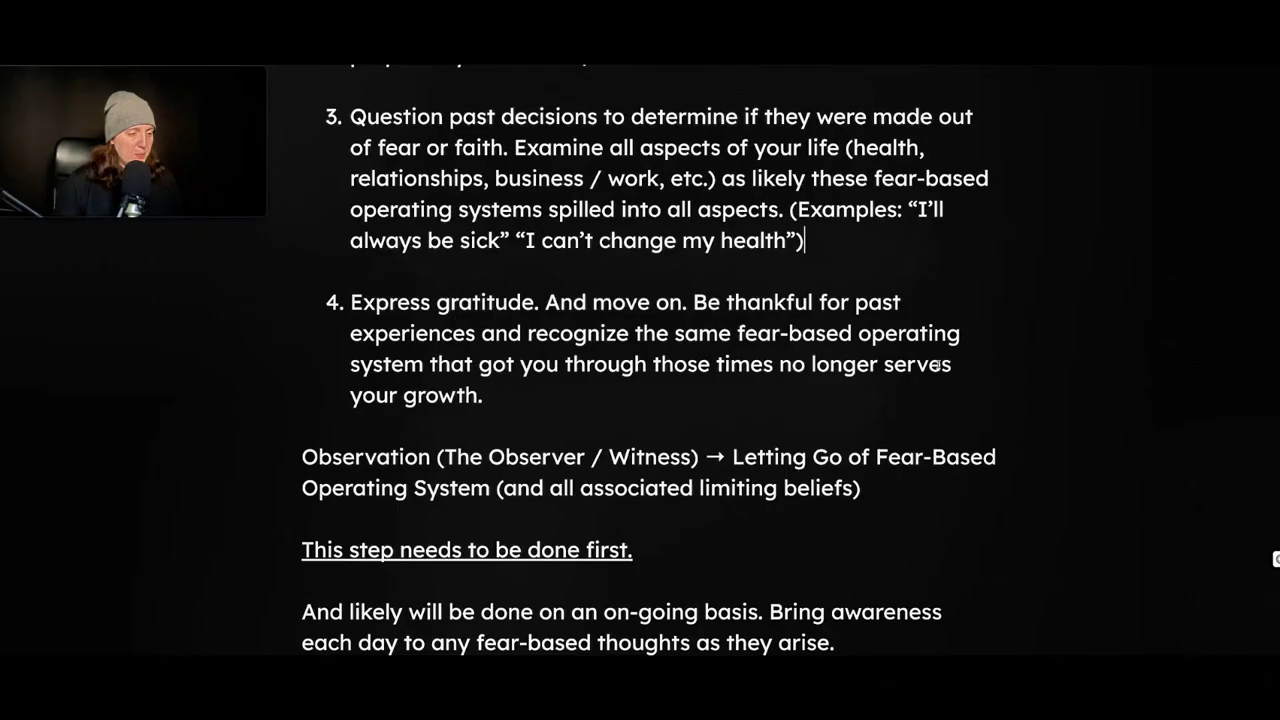 3. Question past decisions to determine if they were made out
of fear or faith. Examine all aspects of your life (health,
relationships, business / work, etc.) as likely these fear-based
operating systems spilled into all aspects. (Examples: “I’ll
always be sick” “I can’t change my health”)
4. Express gratitude. And move on. Be thankful for past
experiences and recognize the same fear-based operating
system that got you through those times no longer serves
your growth.
Observation (The Observer / Witness) → Letting Go of Fear-Based
Operating System (and all associated limiting beliefs)
This step needs to be done first.
And likely will be done on an on-going basis. Bring awareness
each day to any fear-based thoughts as they arise.